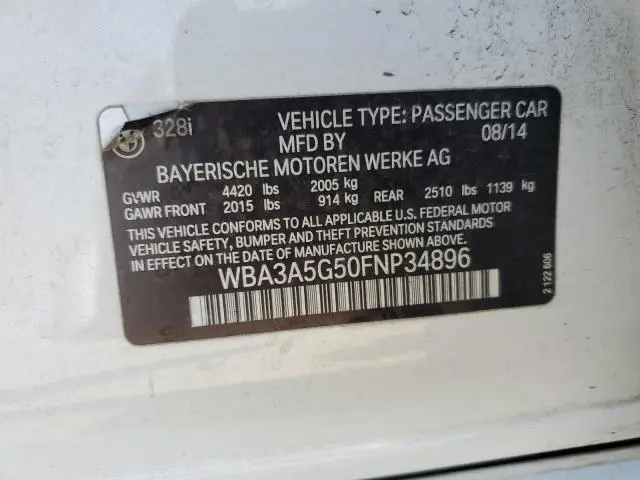 328i VEHICLE TYPE: PASSENGER CAR
MFD BY 08/14
BAYERISCHE MOTOREN WERKE AG
GVWR 4420 lbs 2005 kg
GAWR FRONT 2015 lbs 914 kg REAR 2510 lbs 1139 kg
THIS VEHICLE CONFORMS TO ALL APPLICABLE U.S. FEDERAL MOTOR
VEHICLE SAFETY, BUMPER AND THEFT PREVENTION STANDARDS IN
EFFECT ON THE DATE OF MANUFACTURE SHOWN ABOVE.
WBA3A5G50FNP34896
2 122 606